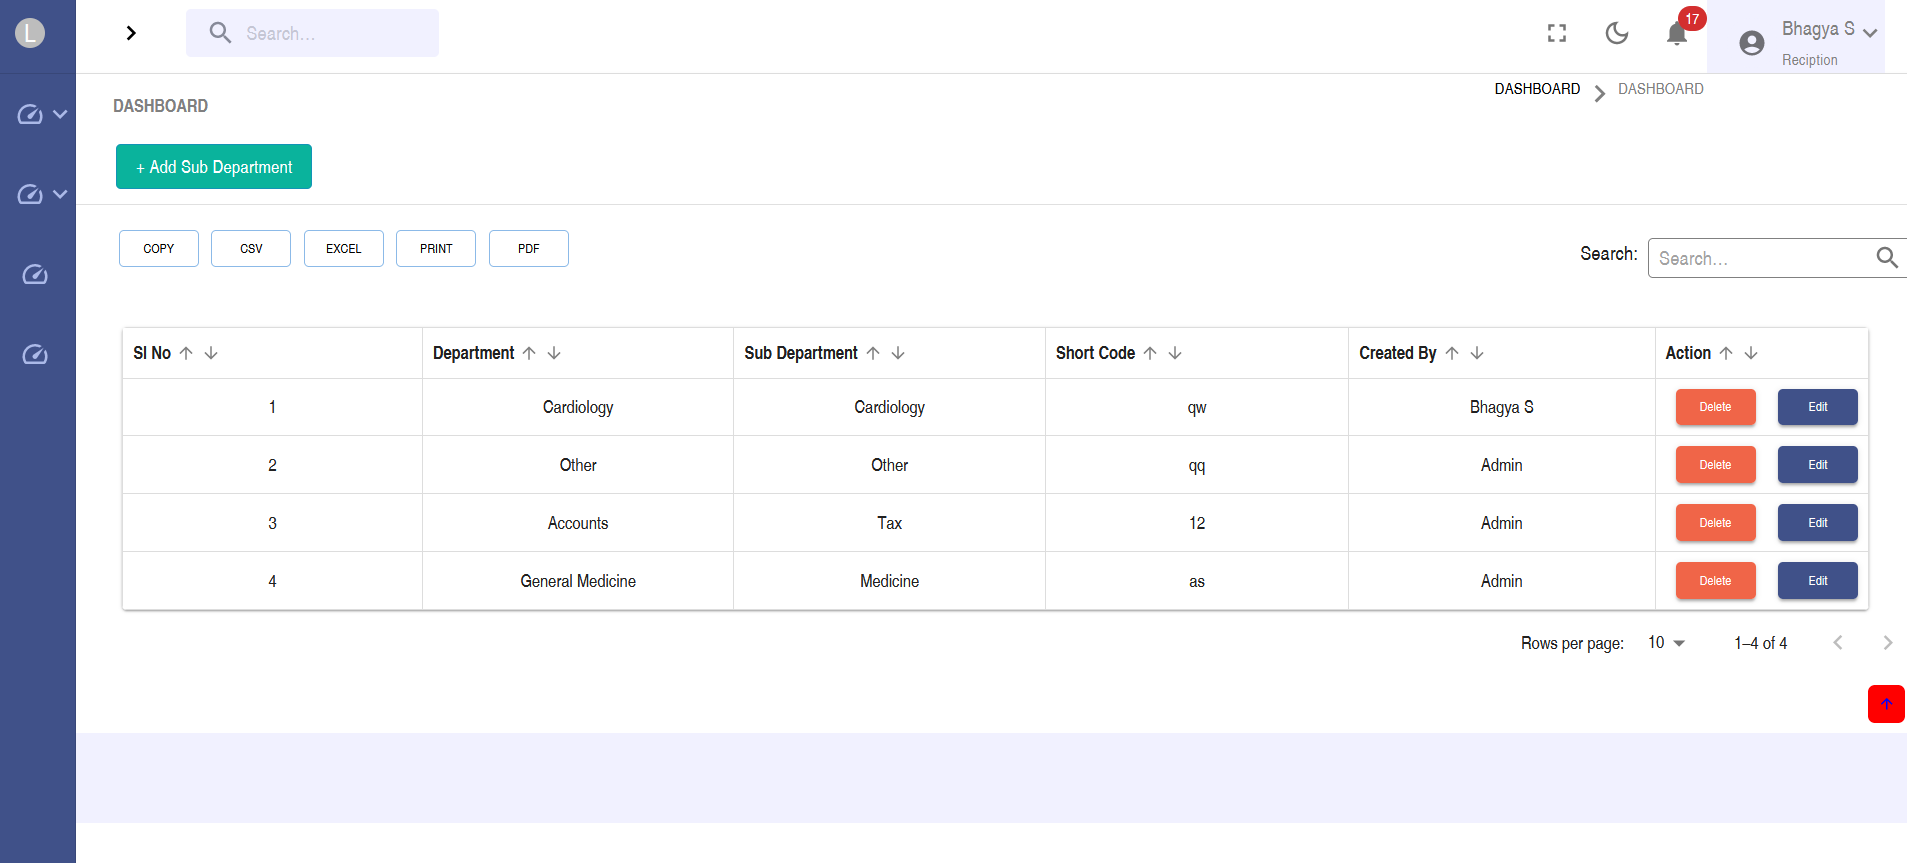 L
Search...
17
Bhagya S
Reciption
DASHBOARD
DASHBOARD DASHBOARD
+ Add Sub Department
COPY CSV EXCEL PRINT PDF
Search: Search...
Sl No Department Sub Department Short Code Created By Action
1 Cardiology Cardiology qw Bhagya S Delete Edit
2 Other Other qq Admin Delete Edit
3 Accounts Tax 12 Admin Delete Edit
4 General Medicine Medicine as Admin Delete Edit
Rows per page: 10 1–4 of 4